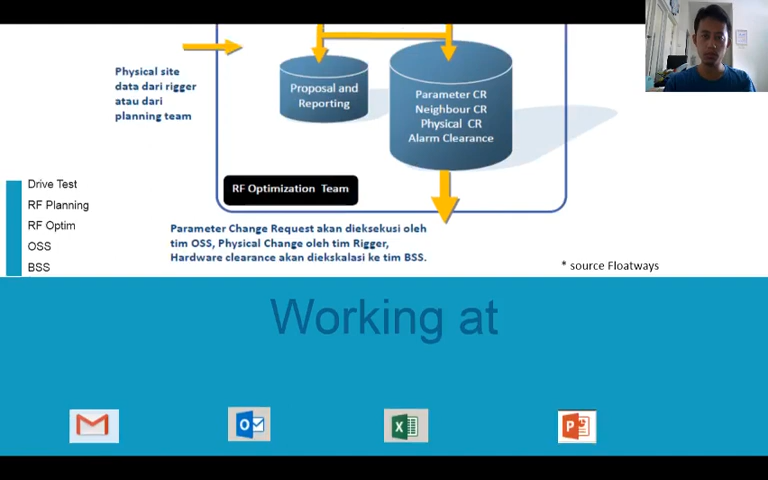 Physical site
data dari rigger
atau dari
planning team
Proposal and
Reporting
Parameter CR
Neighbour CR
Physical CR
Alarm Clearance
RF Optimization Team
Drive Test
RF Planning
RF Optim
OSS
BSS
Parameter Change Request akan dieksekusi oleh
tim OSS, Physical Change oleh tim Rigger,
Hardware clearance akan diekskalasi ke tim BSS.
* source Floatways
Working at